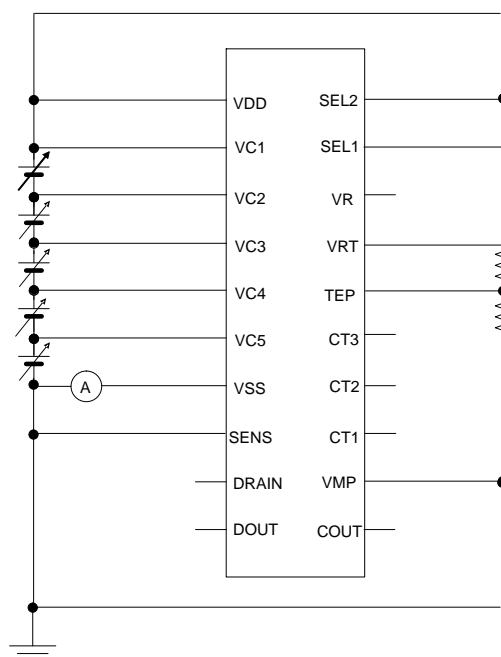 VDD SEL2
VC1 SEL1
VC2 VR
VC3 VRT
VC4 TEP
VC5 CT3
A VSS CT2
SENS CT1
DRAIN VMP
DOUT COUT